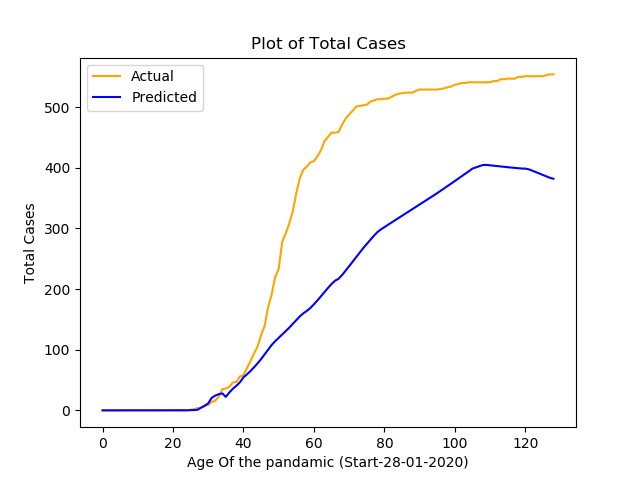 Plot of Total Cases
Actual
Predicted
Total Cases
500
400
300
200
100
0
0 20 40 60 80 100 120
Age Of the pandamic (Start-28-01-2020)